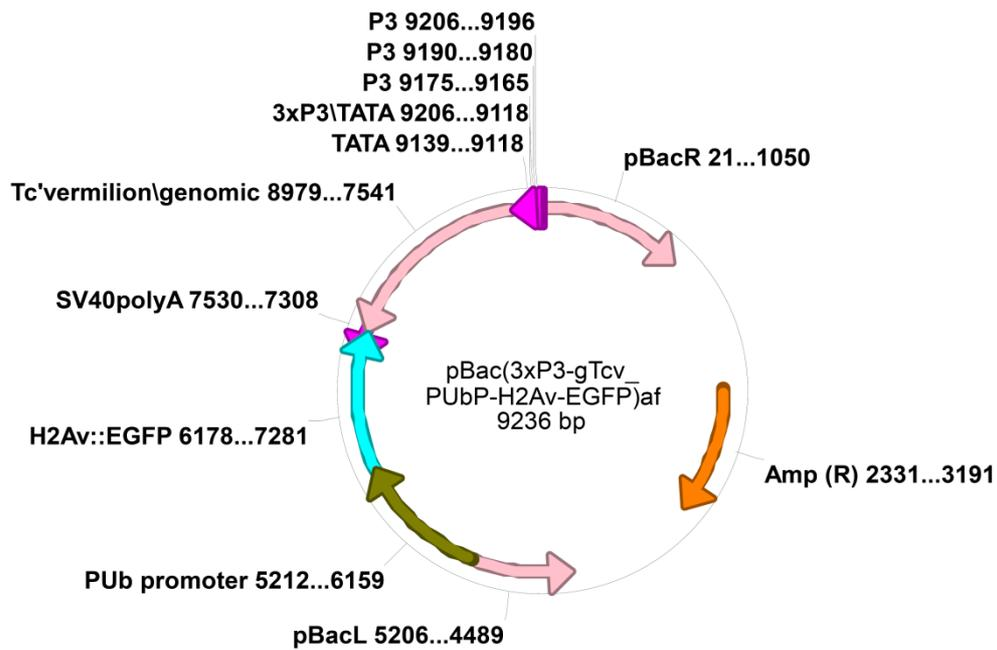 P3 9206...9196
P3 9190...9180
P3 9175...9165
3xP3\TATA 9206...9118
TATA 9139...9118
pBacR 21...1050
Tc'vermilion\genomic 8979...7541
SV40polyA 7530...7308
pBac(3xP3-gTcv_
PUbP-H2Av-EGFP)af
9236 bp
H2Av::EGFP 6178...7281
Amp (R) 2331...3191
PUb promoter 5212...6159
pBacL 5206...4489